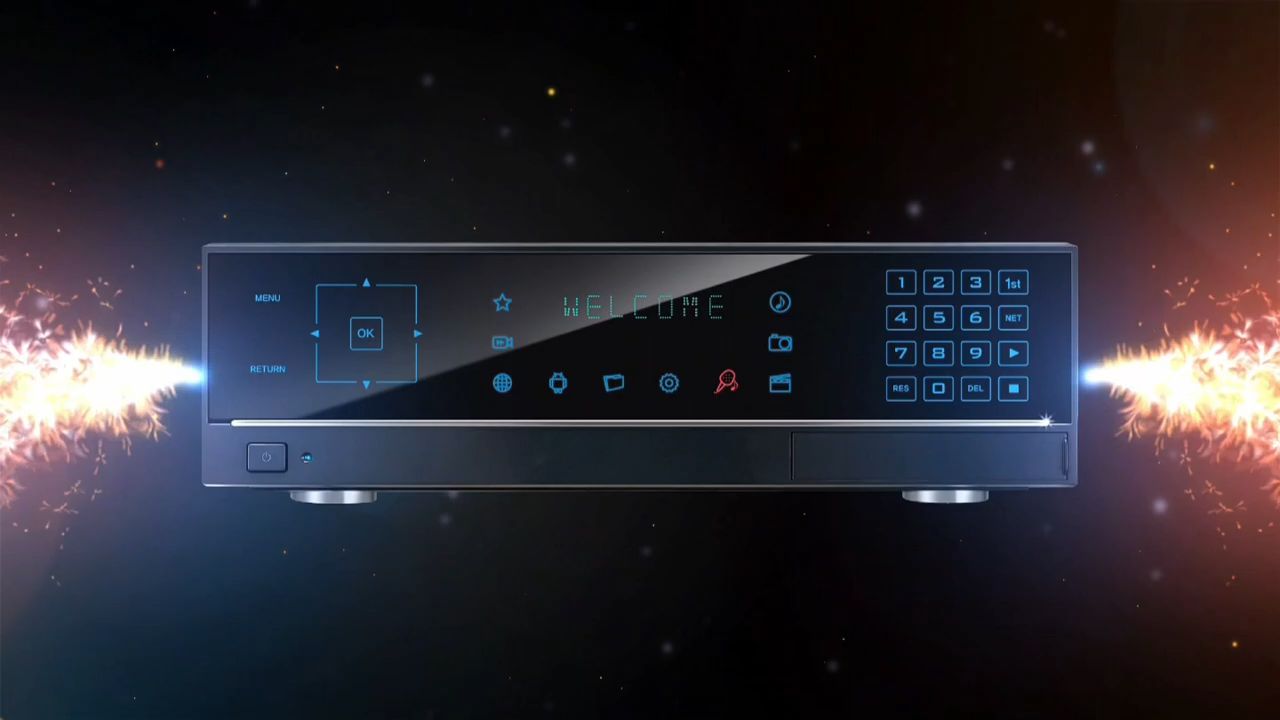 MENU
OK
RETURN
WELCOME
1 2 3 1st
4 5 6 NET
7 8 9
RES 0 DEL